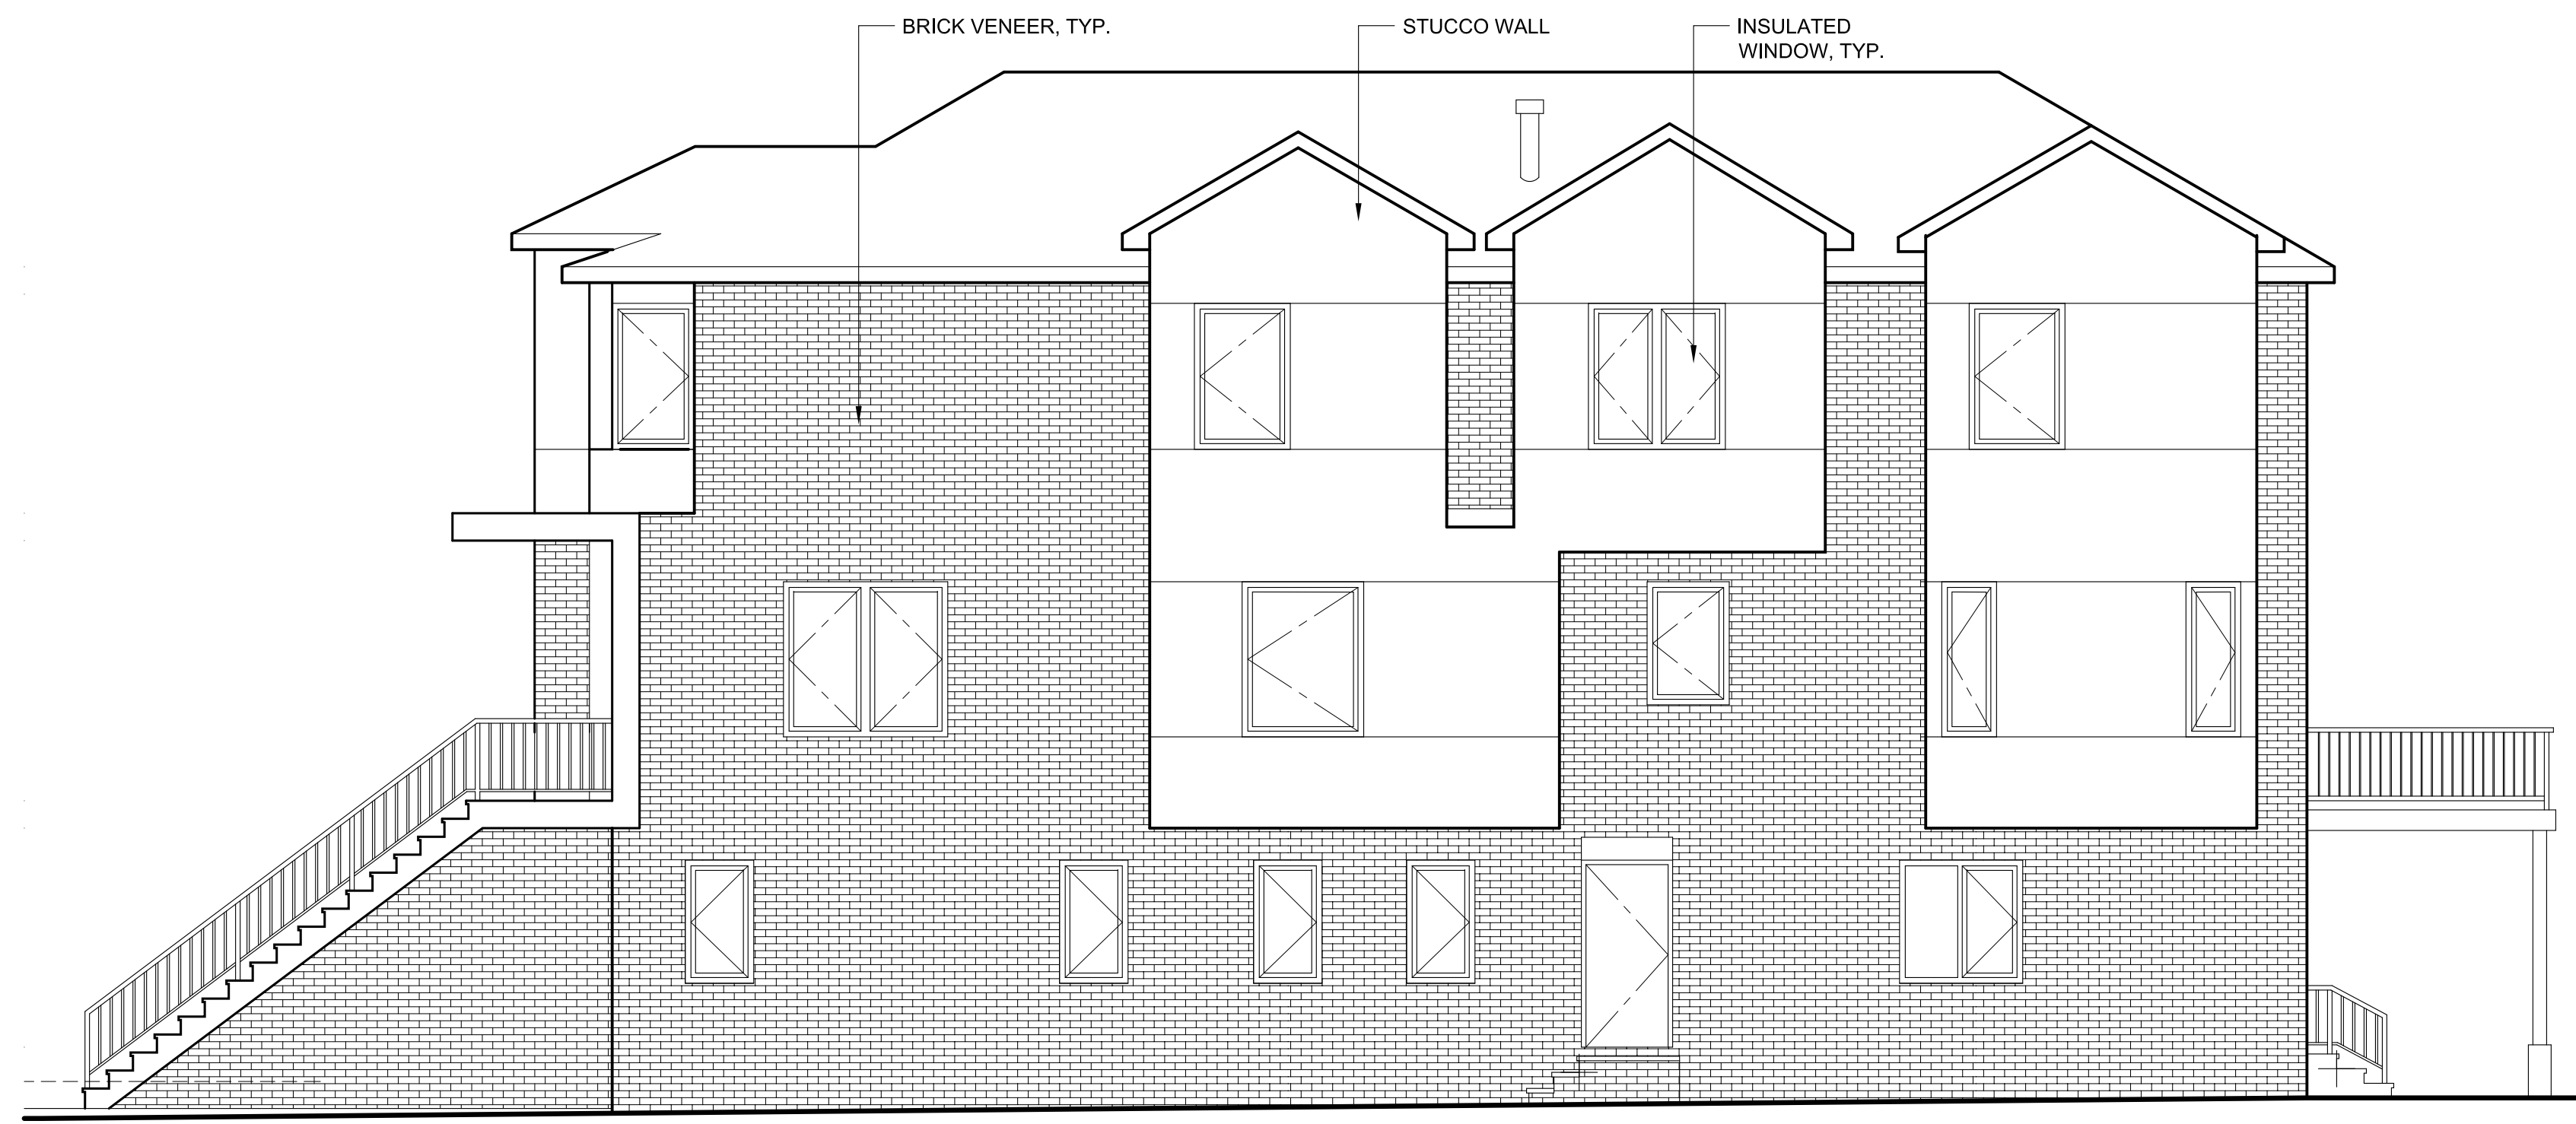 BRICK VENEER, TYP.
STUCCO WALL
INSULATED
WINDOW, TYP.